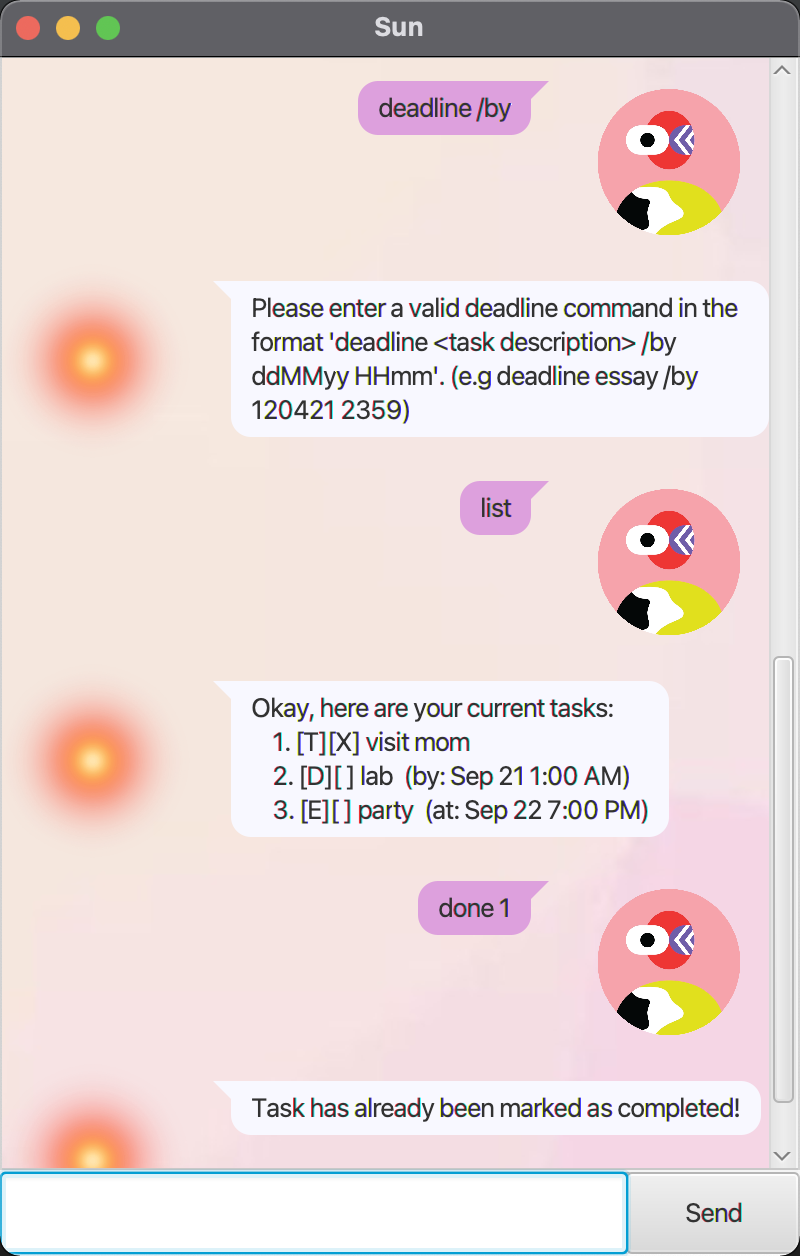 Sun
deadline /by
Please enter a valid deadline command in the
format 'deadline <task description> /by
ddMMyy HHmm'. (e.g deadline essay /by
120421 2359)
list
Okay, here are your current tasks:
1. [T][X] visit mom
2. [D][ ] lab  (by: Sep 21 1:00 AM)
3. [E][ ] party  (at: Sep 22 7:00 PM)
done 1
Task has already been marked as completed!
Send